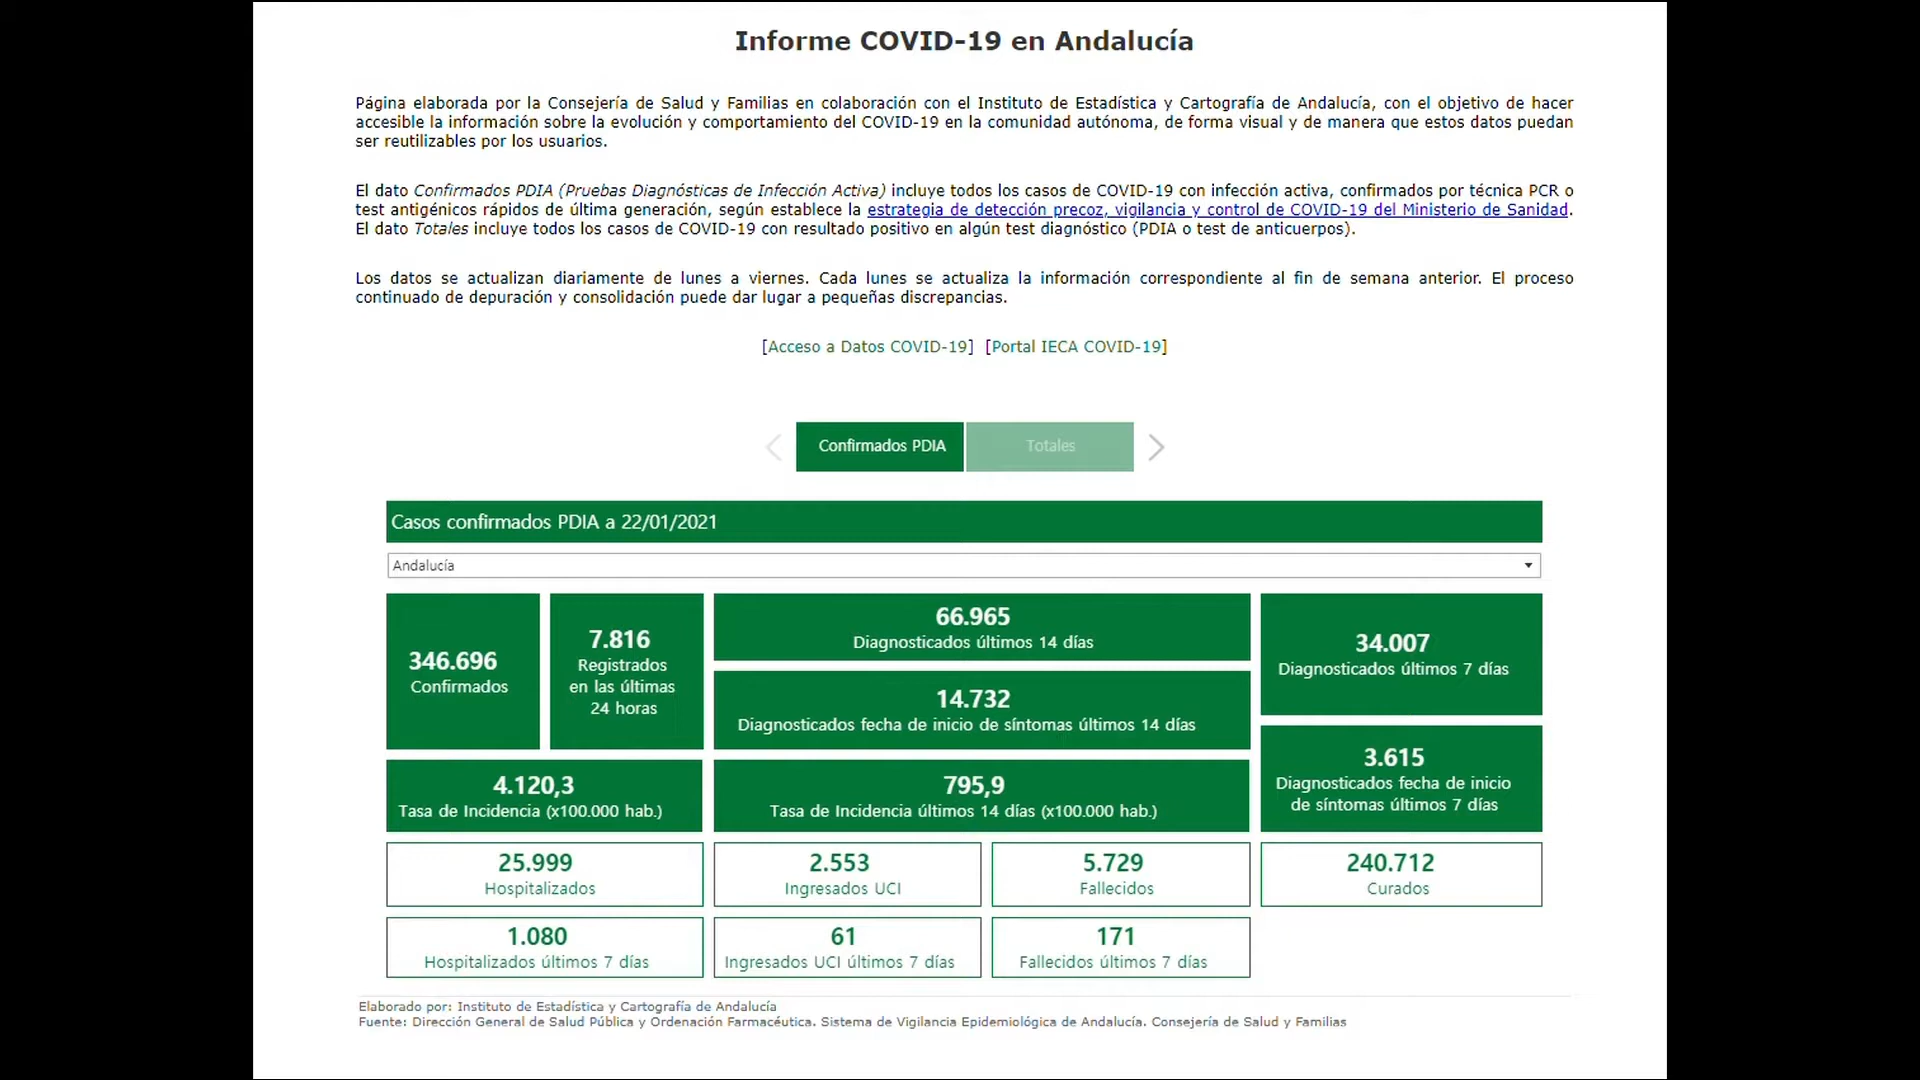 Informe COVID-19 en Andalucía
Página elaborada por la Consejería de Salud y Familias en colaboración con el Instituto de Estadística y Cartografía de Andalucía, con el objetivo de hacer
accesible la información sobre la evolución y comportamiento del COVID-19 en la comunidad autónoma, de forma visual y de manera que estos datos puedan
ser reutilizables por los usuarios.
El dato Confirmados PDIA (Pruebas Diagnósticas de Infección Activa) incluye todos los casos de COVID-19 con infección activa, confirmados por técnica PCR o
test antigénicos rápidos de última generación, según establece la estrategia de detección precoz, vigilancia y control de COVID-19 del Ministerio de Sanidad.
El dato Totales incluye todos los casos de COVID-19 con resultado positivo en algún test diagnóstico (PDIA o test de anticuerpos).
Los datos se actualizan diariamente de lunes a viernes. Cada lunes se actualiza la información correspondiente al fin de semana anterior. El proceso
continuado de depuración y consolidación puede dar lugar a pequeñas discrepancias.
[Acceso a Datos COVID-19] [Portal IECA COVID-19]
Confirmados PDIA
Totales
Casos confirmados PDIA a 22/01/2021
Andalucía
346.696
Confirmados
7.816
Registrados
en las últimas
24 horas
66.965
Diagnosticados últimos 14 días
14.732
Diagnosticados fecha de inicio de síntomas últimos 14 días
34.007
Diagnosticados últimos 7 días
3.615
Diagnosticados fecha de inicio
de síntomas últimos 7 días
4.120,3
Tasa de Incidencia (x100.000 hab.)
795,9
Tasa de Incidencia últimos 14 días (x100.000 hab.)
25.999
Hospitalizados
2.553
Ingresados UCI
5.729
Fallecidos
240.712
Curados
1.080
Hospitalizados últimos 7 días
61
Ingresados UCI últimos 7 días
171
Fallecidos últimos 7 días
Elaborado por: Instituto de Estadística y Cartografía de Andalucía
Fuente: Dirección General de Salud Pública y Ordenación Farmacéutica. Sistema de Vigilancia Epidemiológica de Andalucía. Consejería de Salud y Familias